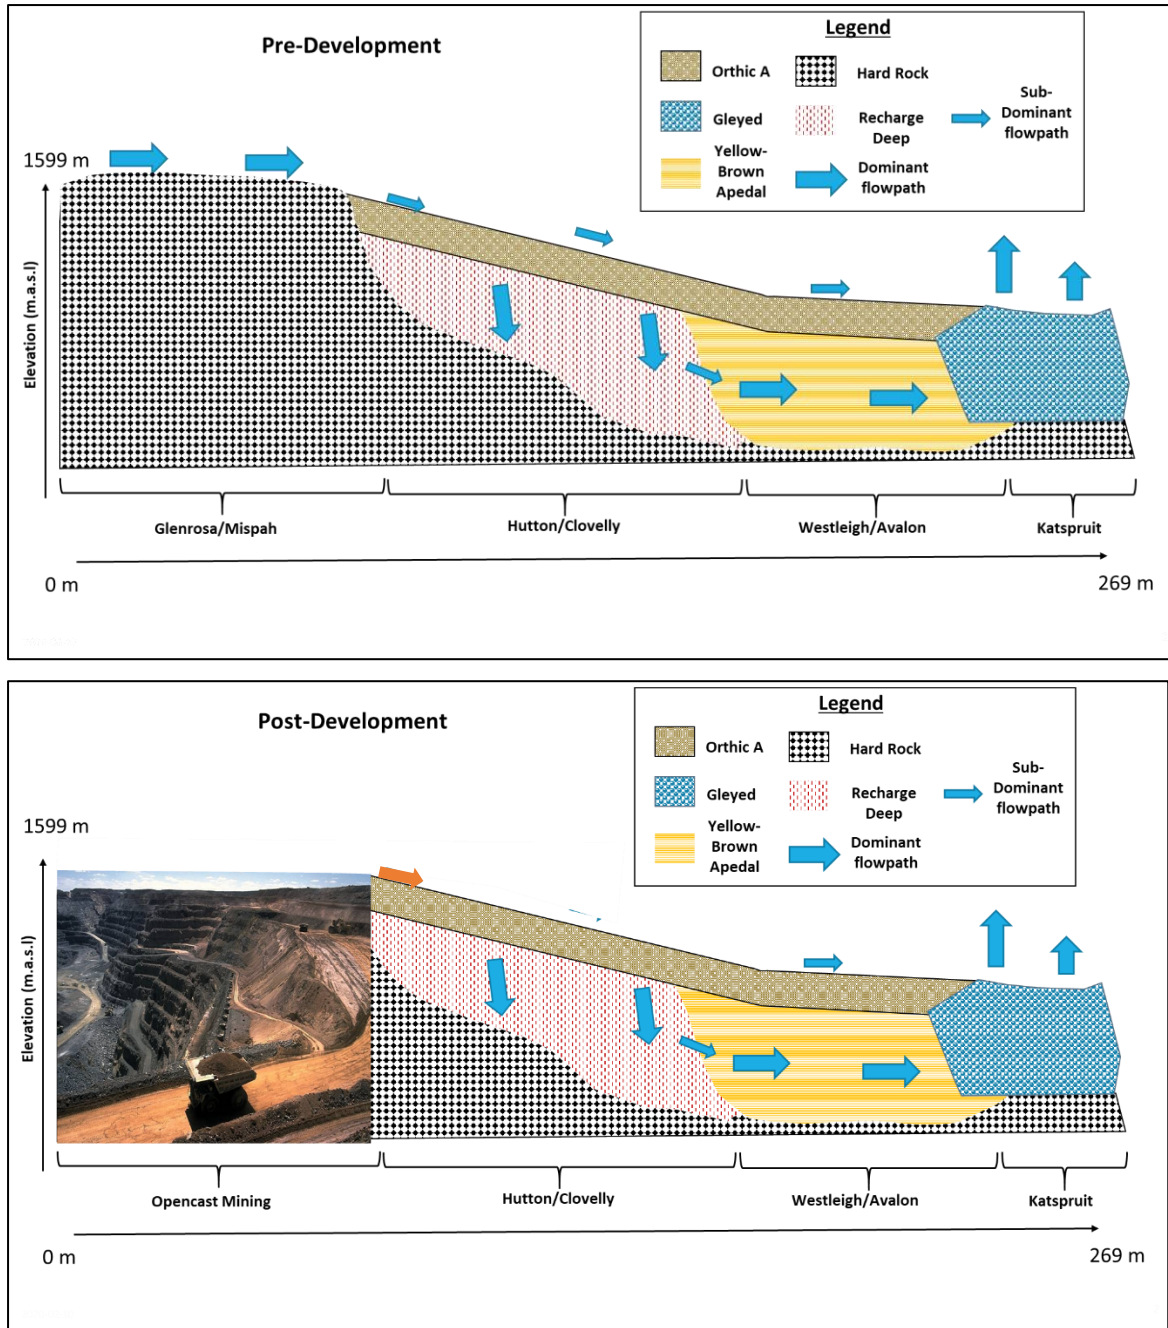 Pre-Development
Legend
Orthic A
Hard Rock
Sub-
Dominant
flowpath
Gleyed
Recharge
Deep
Yellow-
Brown
Apedal
Dominant
flowpath
1599 m
Elevation (m.a.s.l)
Glenrosa/Mispah
Hutton/Clovelly
Westleigh/Avalon
Katspruit
0 m
269 m
Post-Development
Legend
Orthic A
Hard Rock
Sub-
Dominant
flowpath
Gleyed
Recharge
Deep
Yellow-
Brown
Apedal
Dominant
flowpath
1599 m
Elevation (m.a.s.l)
Opencast Mining
Hutton/Clovelly
Westleigh/Avalon
Katspruit
0 m
269 m